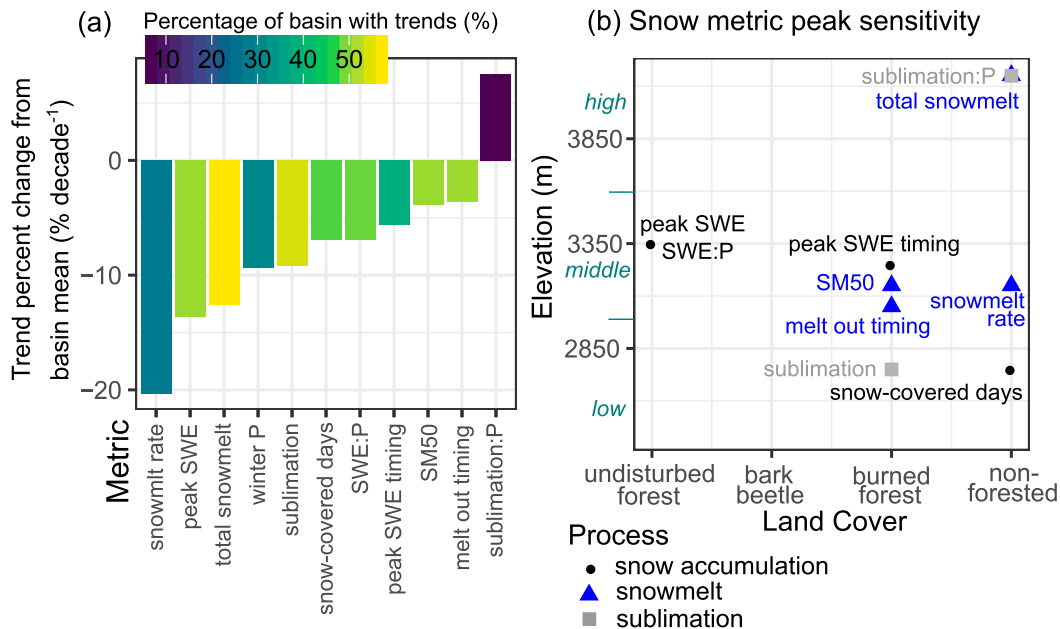 (a)
Percentage of basin with trends (%)
10 20 30 40 50
Trend percent change from
basin mean (% decade⁻¹)
0
−10
−20
Metric
snowmlt rate
peak SWE
total snowmelt
winter P
sublimation
snow-covered days
SWE:P
peak SWE timing
SM50
melt out timing
sublimation:P
(b) Snow metric peak sensitivity
Elevation (m)
high
3850
3350
middle
2850
low
sublimation:P
total snowmelt
peak SWE
SWE:P
peak SWE timing
SM50
melt out timing
snowmelt
rate
sublimation
snow-covered days
undisturbed
forest
bark
beetle
burned
forest
non-
forested
Land Cover
Process
snow accumulation
snowmelt
sublimation